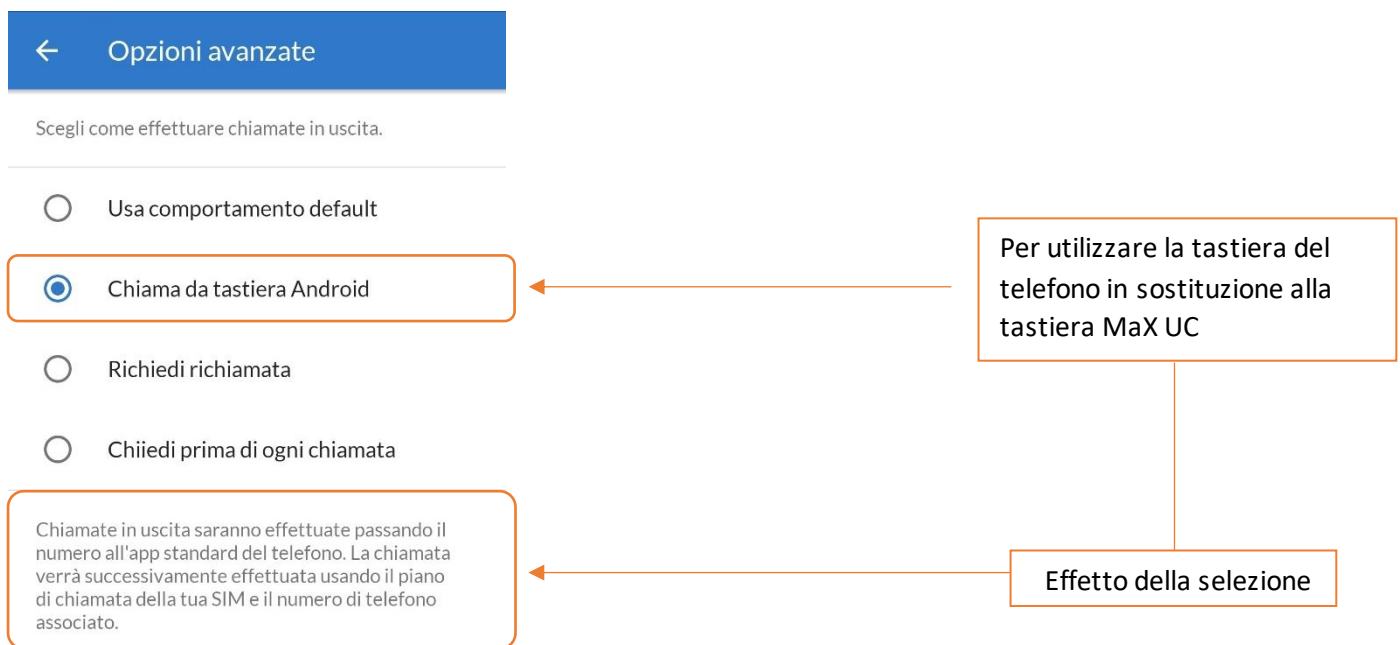 Opzioni avanzate
Scegli come effettuare chiamate in uscita.
Usa comportamento default
Chiama da tastiera Android
Richiedi richiamata
Chiiedi prima di ogni chiamata
Chiamate in uscita saranno effettuate passando il
numero all'app standard del telefono. La chiamata
verrà successivamente effettuata usando il piano
di chiamata della tua SIM e il numero di telefono
associato.
Per utilizzare la tastiera del
telefono in sostituzione alla
tastiera MaX UC
Effetto della selezione